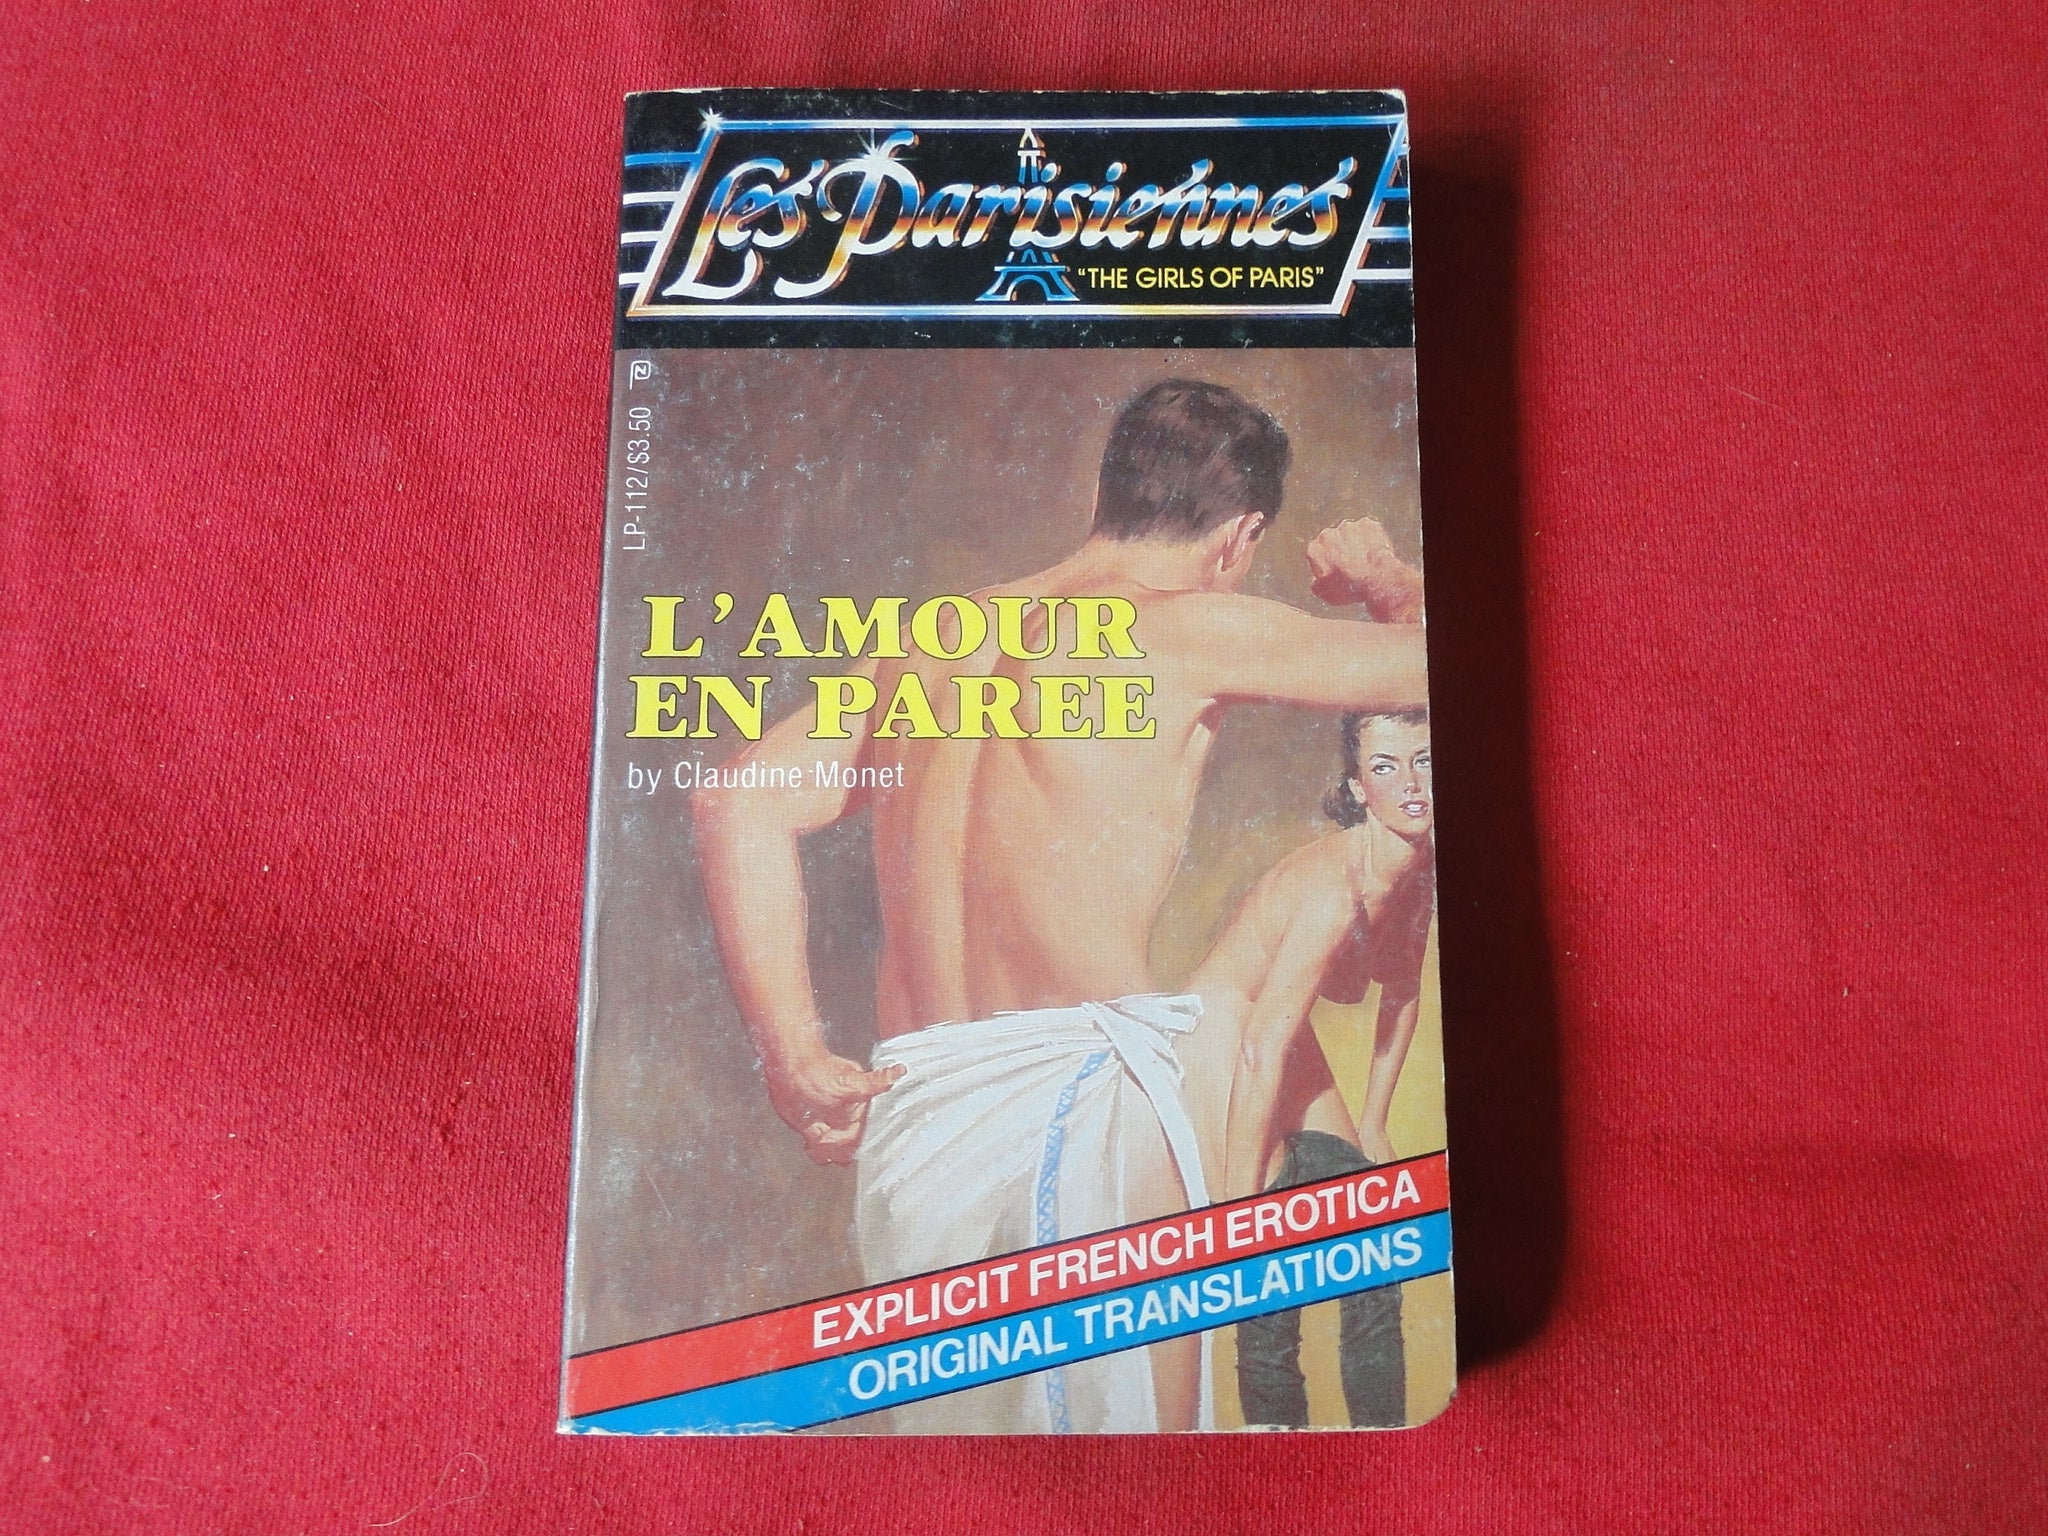 Les Parisiennes
"THE GIRLS OF PARIS"
LP-112/$3.50
L'AMOUR
EN PAREE
by Claudine Monet
EXPLICIT FRENCH EROTICA
ORIGINAL TRANSLATIONS